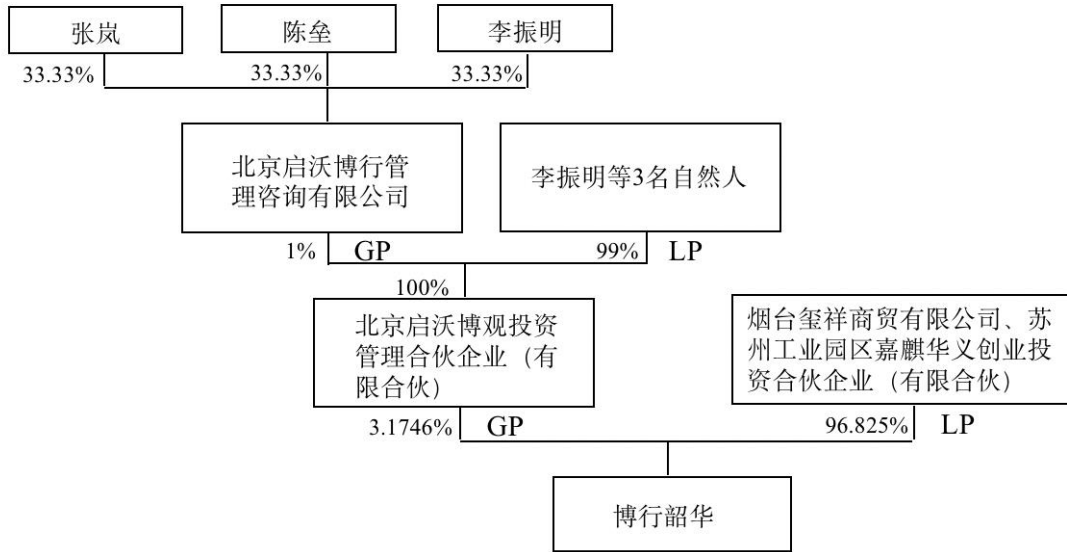 张岚
陈垒
李振明
33.33%
33.33%
33.33%
北京启沃博行管
理咨询有限公司
李振明等3名自然人
1%
GP
99%
LP
100%
北京启沃博观投资
管理合伙企业（有
限合伙）
烟台玺祥商贸有限公司、苏
州工业园区嘉麒华义创业投
资合伙企业（有限合伙）
3.1746%
GP
96.825%
LP
博行韶华